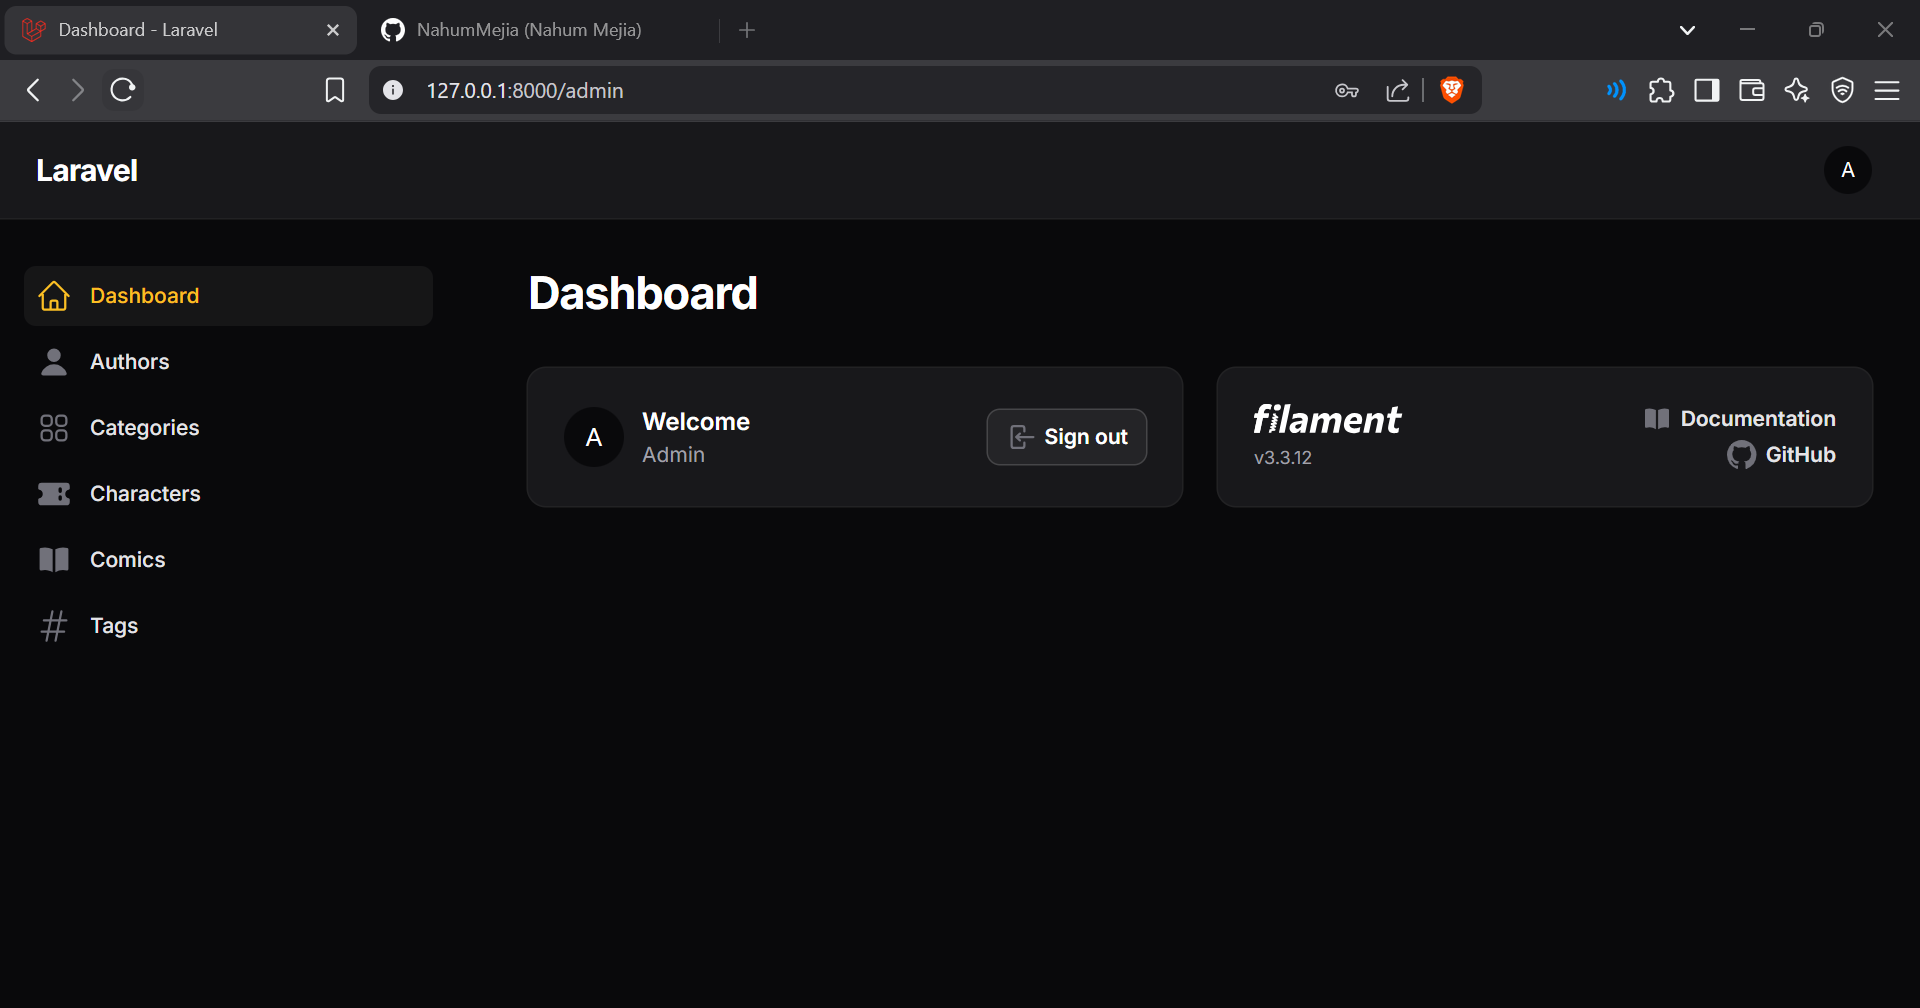 Dashboard - Laravel
NahumMejia (Nahum Mejia)
127.0.0.1:8000/admin
Laravel
A
Dashboard
Authors
Categories
Characters
Comics
Tags
Dashboard
A
Welcome
Admin
Sign out
filament
v3.3.12
Documentation
GitHub